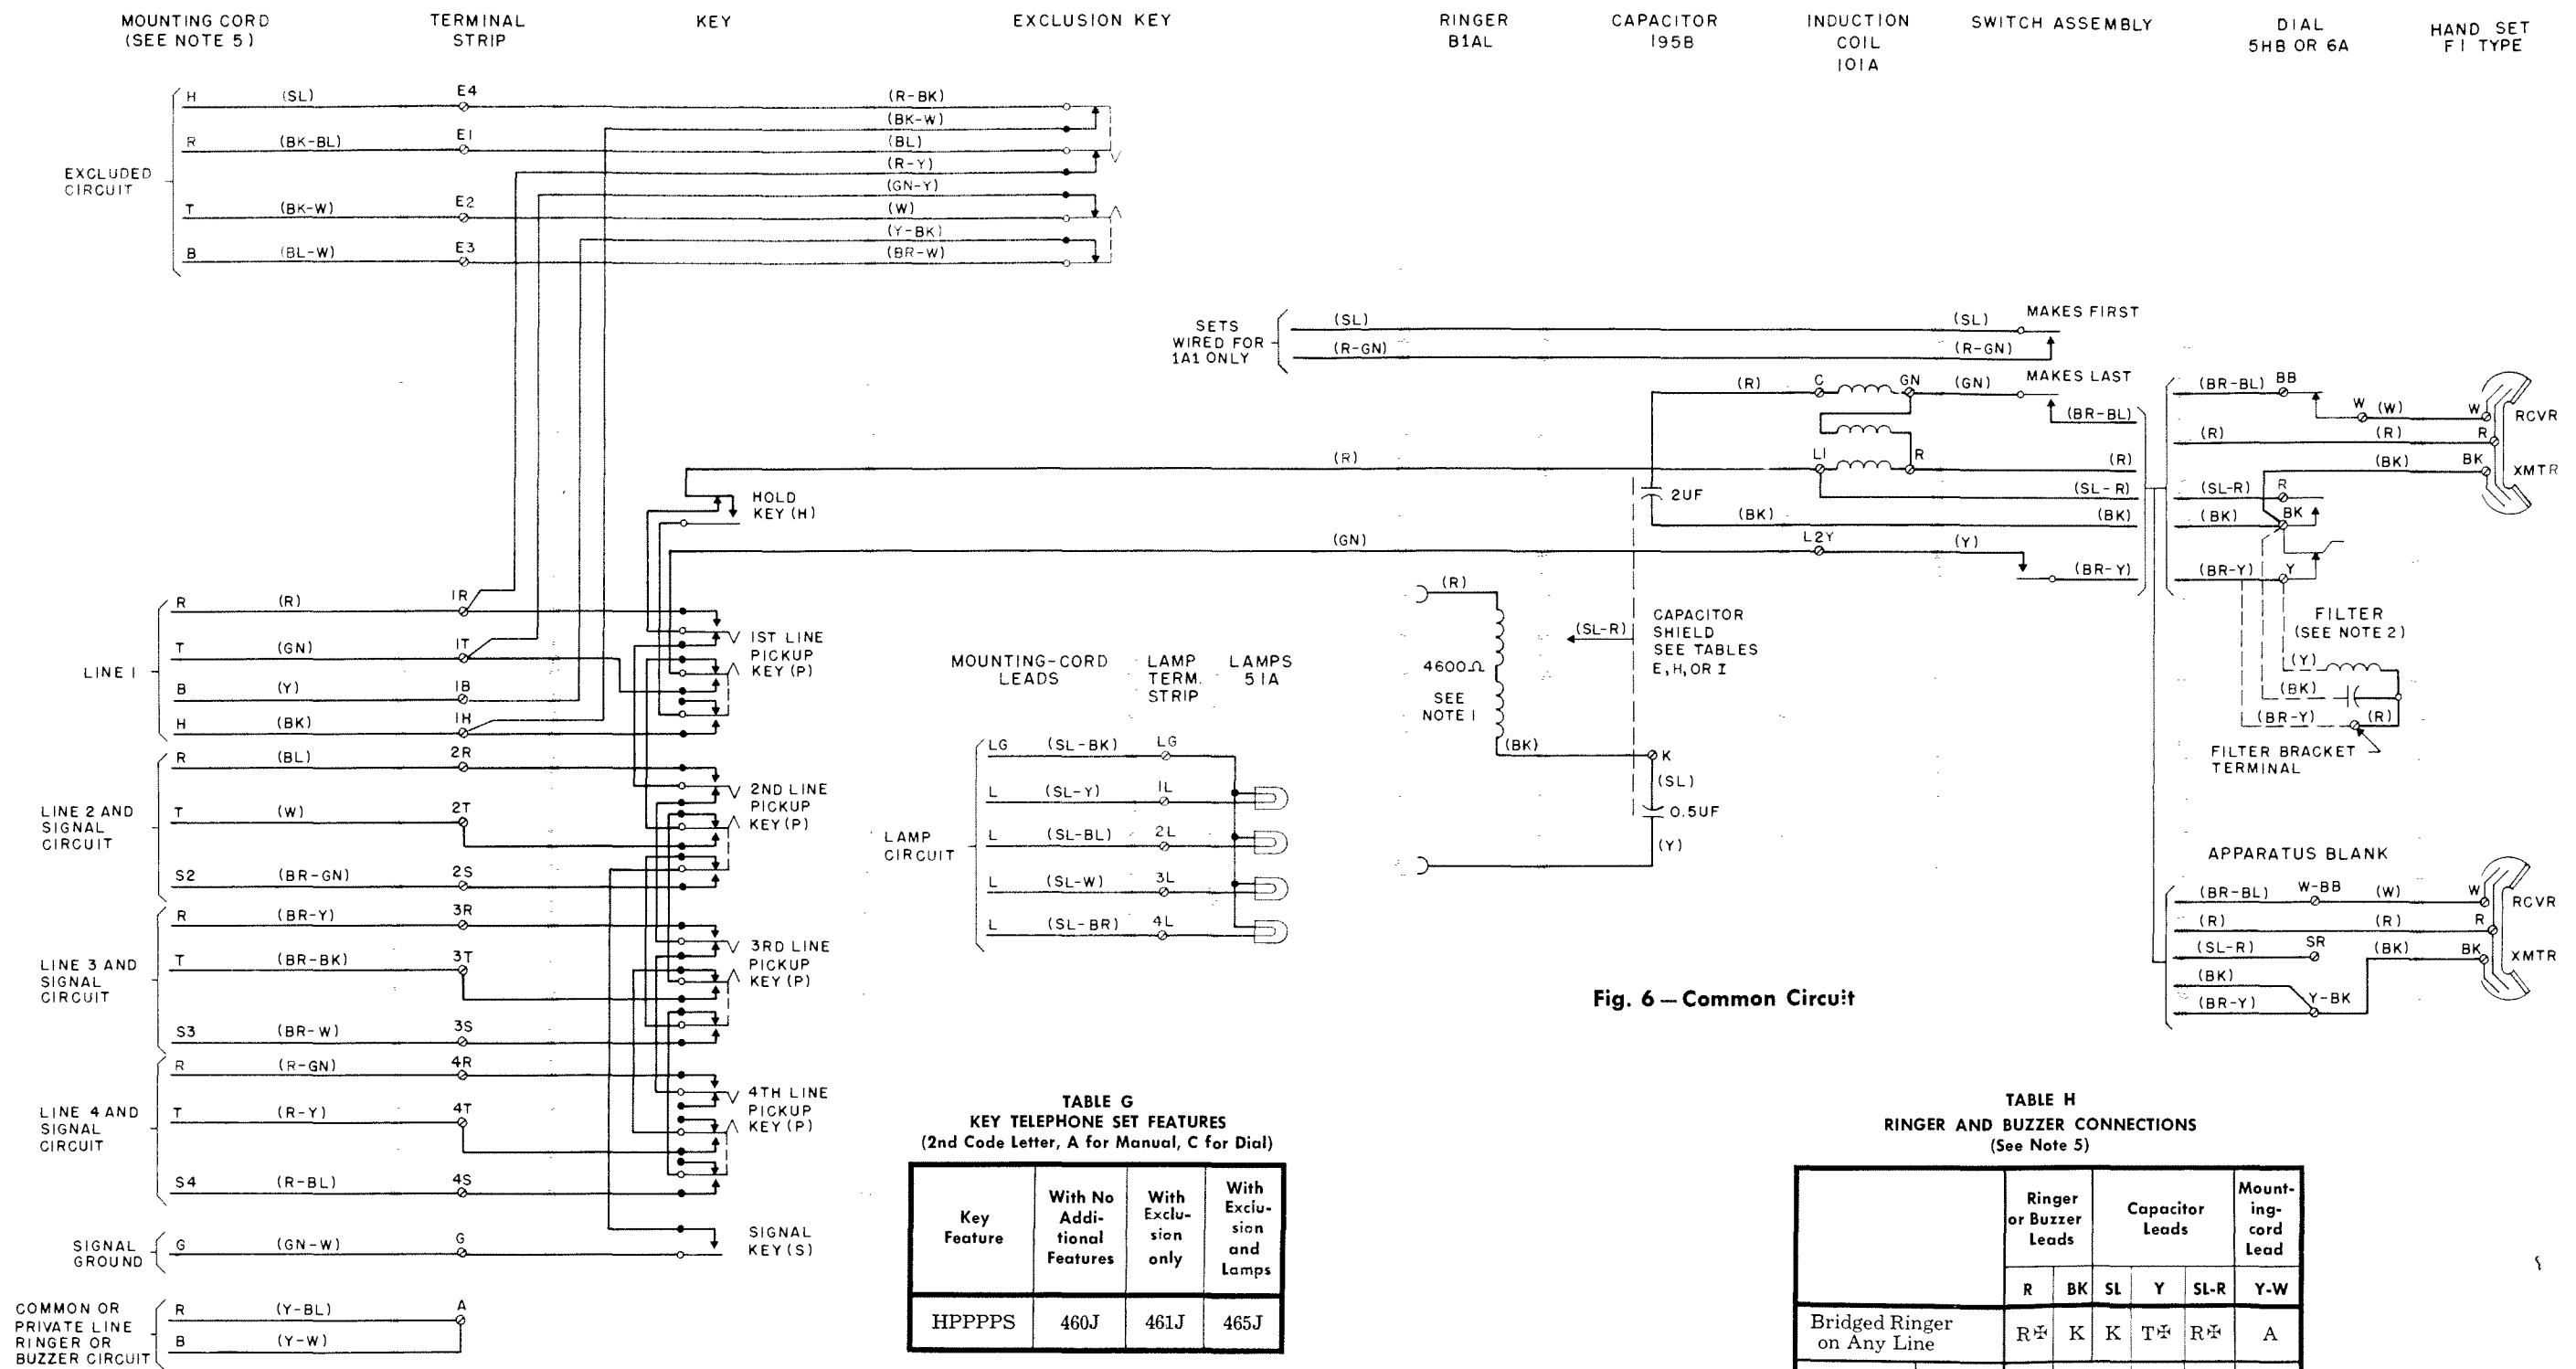 MOUNTING CORD
(SEE NOTE 5)
TERMINAL
STRIP
KEY
EXCLUSION KEY
RINGER
B1AL
CAPACITOR
195B
INDUCTION
COIL
101A
SWITCH ASSEMBLY
DIAL
5HB OR 6A
HAND SET
F1 TYPE
EXCLUDED
CIRCUIT
H (SL) E4 (R-BK)
(BK-W)
R (BK-BL) E1 (BL)
(R-Y)
(GN-Y)
T (BK-W) E2 (W)
(Y-BK)
B (BL-W) E3 (BR-W)
SETS
WIRED FOR
1A1 ONLY
(SL) (SL) MAKES FIRST
(R-GN) (R-GN)
(R) C GN (GN) MAKES LAST
(BR-BL)
(R) L1 R (R)
(SL-R)
2UF
(BK) (BK)
(GN) L2Y (Y)
(BR-Y)
(BR-BL) BB
W (W) W RCVR
(R) (R) R
(BK) BK XMTR
(SL-R) R
(BK) BK
(BR-Y) Y
FILTER
(SEE NOTE 2)
(Y)
(BK)
(BR-Y) (R)
FILTER BRACKET
TERMINAL
HOLD
KEY (H)
LINE 1
R (R) 1R
T (GN) 1T
B (Y) 1B
H (BK) 1H
1ST LINE
PICKUP
KEY (P)
LINE 2 AND
SIGNAL
CIRCUIT
R (BL) 2R
T (W) 2T
S2 (BR-GN) 2S
2ND LINE
PICKUP
KEY (P)
LINE 3 AND
SIGNAL
CIRCUIT
R (BR-Y) 3R
T (BR-BK) 3T
S3 (BR-W) 3S
3RD LINE
PICKUP
KEY (P)
LINE 4 AND
SIGNAL
CIRCUIT
R (R-GN) 4R
T (R-Y) 4T
S4 (R-BL) 4S
4TH LINE
PICKUP
KEY (P)
SIGNAL
GROUND
G (GN-W) G
SIGNAL
KEY (S)
COMMON OR
PRIVATE LINE
RINGER OR
BUZZER CIRCUIT
R (Y-BL) A
B (Y-W)
MOUNTING-CORD
LEADS
LAMP
TERM.
STRIP
LAMPS
51A
LAMP
CIRCUIT
LG (SL-BK) LG
L (SL-Y) 1L
L (SL-BL) 2L
L (SL-W) 3L
L (SL-BR) 4L
(R)
4600Ω
SEE
NOTE 1
(BK) K
(SL)
0.5UF
(Y)
(SL-R)
CAPACITOR
SHIELD
SEE TABLES
E, H, OR I
APPARATUS BLANK
(BR-BL) W-BB (W) W RCVR
(R) (R) R
(SL-R) SR (BK) BK XMTR
(BK)
(BR-Y) Y-BK
Fig. 6 — Common Circuit
TABLE G
KEY TELEPHONE SET FEATURES
(2nd Code Letter, A for Manual, C for Dial)
Key
Feature
With No
Addi-
tional
Features
With
Exclu-
sion
only
With
Exclu-
sion
and
Lamps
HPPPPS 460J 461J 465J
TABLE H
RINGER AND BUZZER CONNECTIONS
(See Note 5)
Ringer
or Buzzer
Leads
Capacitor
Leads
Mount-
ing-
cord
Lead
R BK SL Y SL-R Y-W
Bridged Ringer
on Any Line
R✠ K K T✠ R✠ A